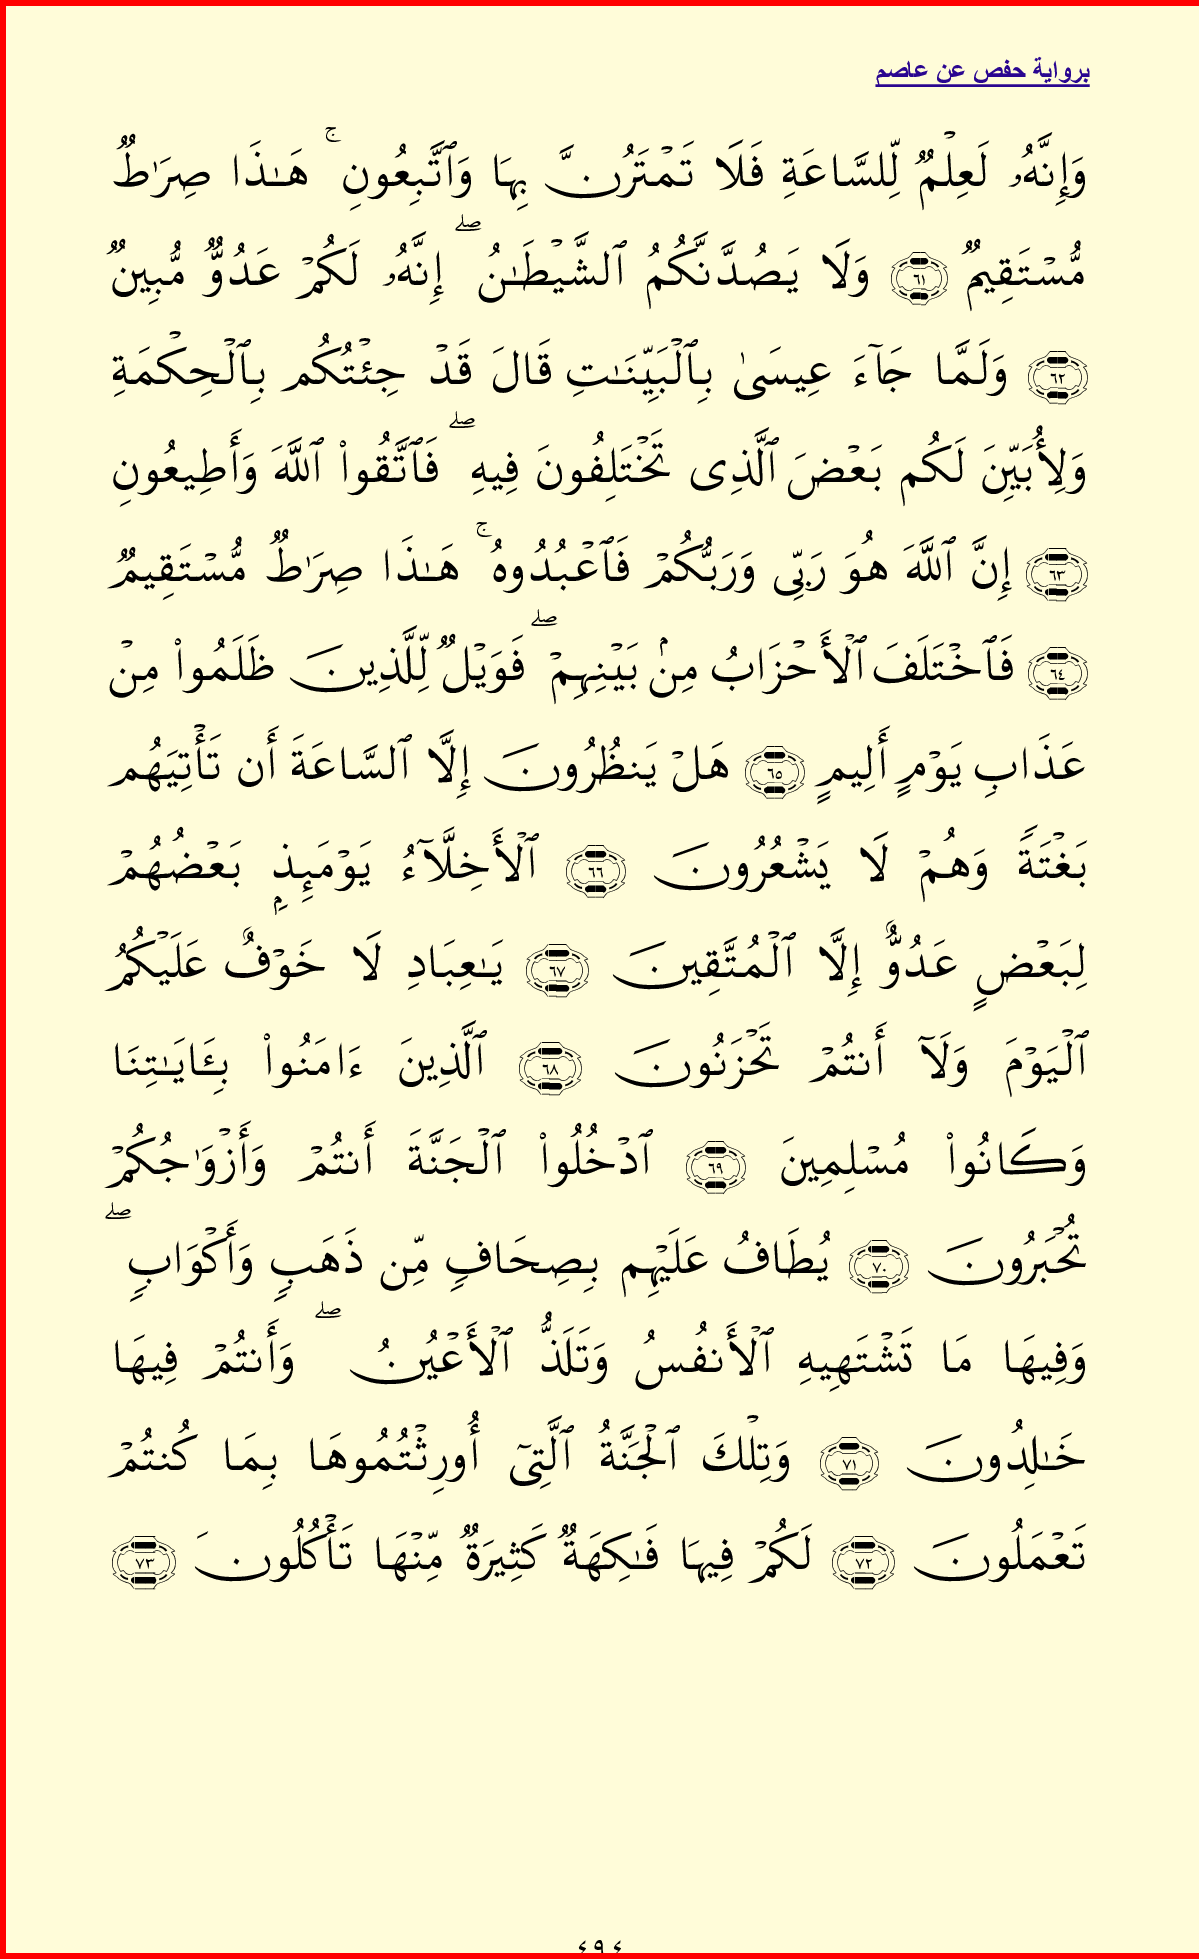 برواية حفص عن عاصم
وَإِنَّهُۥ لَعِلْمٌۭ لِّلسَّاعَةِ فَلَا تَمْتَرُنَّ بِهَا وَٱتَّبِعُونِ ۚ هَـٰذَا صِرَٰطٌۭ
مُّسْتَقِيمٌۭ ٦١ وَلَا يَصُدَّنَّكُمُ ٱلشَّيْطَـٰنُ ۖ إِنَّهُۥ لَكُمْ عَدُوٌّۭ مُّبِينٌۭ
٦٢ وَلَمَّا جَآءَ عِيسَىٰ بِٱلْبَيِّنَـٰتِ قَالَ قَدْ جِئْتُكُم بِٱلْحِكْمَةِ
وَلِأُبَيِّنَ لَكُم بَعْضَ ٱلَّذِى تَخْتَلِفُونَ فِيهِ ۖ فَٱتَّقُوا۟ ٱللَّهَ وَأَطِيعُونِ
٦٣ إِنَّ ٱللَّهَ هُوَ رَبِّى وَرَبُّكُمْ فَٱعْبُدُوهُ ۚ هَـٰذَا صِرَٰطٌۭ مُّسْتَقِيمٌۭ
٦٤ فَٱخْتَلَفَ ٱلْأَحْزَابُ مِنۢ بَيْنِهِمْ ۖ فَوَيْلٌۭ لِّلَّذِينَ ظَلَمُوا۟ مِنْ
عَذَابِ يَوْمٍ أَلِيمٍ ٦٥ هَلْ يَنظُرُونَ إِلَّا ٱلسَّاعَةَ أَن تَأْتِيَهُم
بَغْتَةًۭ وَهُمْ لَا يَشْعُرُونَ ٦٦ ٱلْأَخِلَّآءُ يَوْمَئِذٍۭ بَعْضُهُمْ
لِبَعْضٍ عَدُوٌّ إِلَّا ٱلْمُتَّقِينَ ٦٧ يَـٰعِبَادِ لَا خَوْفٌ عَلَيْكُمُ
ٱلْيَوْمَ وَلَآ أَنتُمْ تَحْزَنُونَ ٦٨ ٱلَّذِينَ ءَامَنُوا۟ بِـَٔايَـٰتِنَا
وَكَانُوا۟ مُسْلِمِينَ ٦٩ ٱدْخُلُوا۟ ٱلْجَنَّةَ أَنتُمْ وَأَزْوَٰجُكُمْ
تُحْبَرُونَ ٧٠ يُطَافُ عَلَيْهِم بِصِحَافٍۢ مِّن ذَهَبٍۢ وَأَكْوَابٍۢ ۖ
وَفِيهَا مَا تَشْتَهِيهِ ٱلْأَنفُسُ وَتَلَذُّ ٱلْأَعْيُنُ ۖ وَأَنتُمْ فِيهَا
خَـٰلِدُونَ ٧١ وَتِلْكَ ٱلْجَنَّةُ ٱلَّتِىٓ أُورِثْتُمُوهَا بِمَا كُنتُمْ
تَعْمَلُونَ ٧٢ لَكُمْ فِيهَا فَـٰكِهَةٌۭ كَثِيرَةٌۭ مِّنْهَا تَأْكُلُونَ ٧٣
٤٩٤